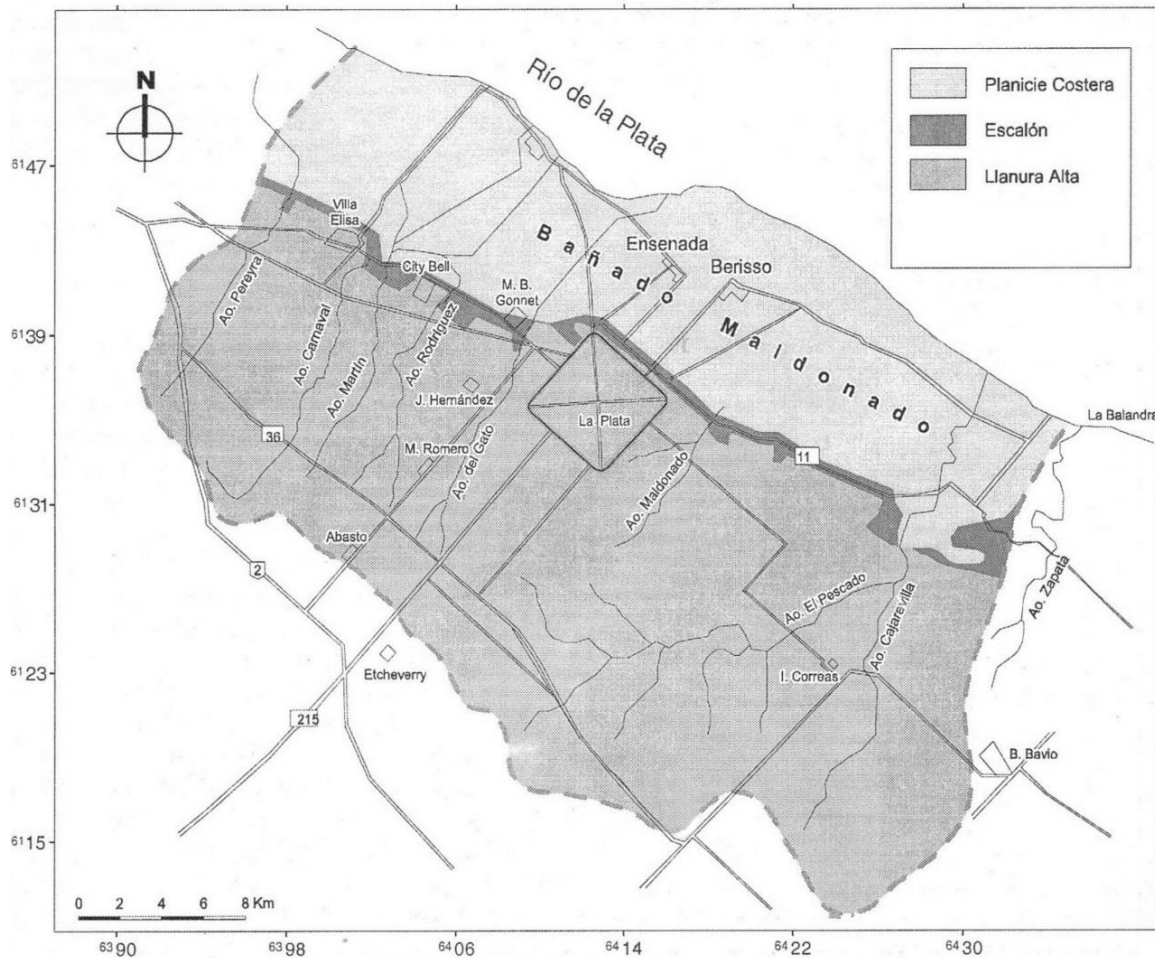 N
Río de la Plata
Planicie Costera
Escalón
Llanura Alta
6147
6139
6131
6123
6115
Villa
Elisa
City Bell
M. B.
Gonnet
Bañado
Ensenada
Berisso
Maldonado
La Balandra
Ao. Pereyra
Ao. Carnaval
Ao. Martín
Ao. Rodríguez
J. Hernández
M. Romero
Ao. del Gato
La Plata
Ao. Maldonado
36
11
2
215
Abasto
Etcheverry
Ao. El Pescado
Ao. Cajarevilla
Ao. Zapata
I. Correas
B. Bavio
0 2 4 6 8 Km
6390 6398 6406 6414 6422 6430